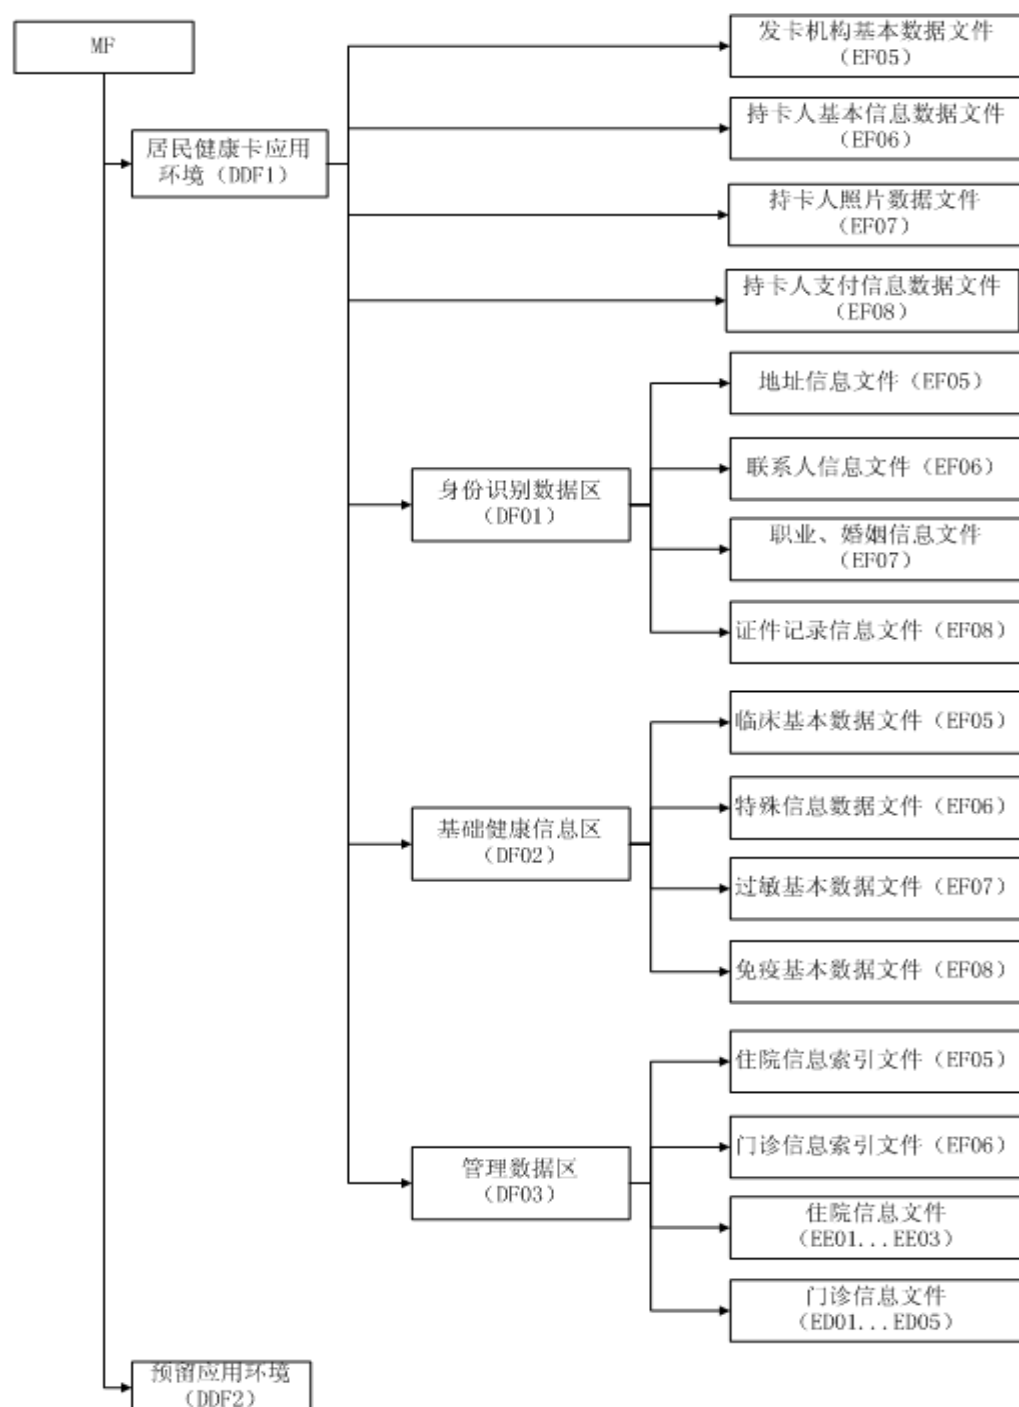 MF
居民健康卡应用
环境（DDF1）
发卡机构基本数据文件
（EF05）
持卡人基本信息数据文件
（EF06）
持卡人照片数据文件
（EF07）
持卡人支付信息数据文件
（EF08）
身份识别数据区
（DF01）
地址信息文件（EF05）
联系人信息文件（EF06）
职业、婚姻信息文件
（EF07）
证件记录信息文件（EF08）
基础健康信息区
（DF02）
临床基本数据文件（EF05）
特殊信息数据文件（EF06）
过敏基本数据文件（EF07）
免疫基本数据文件（EF08）
管理数据区
（DF03）
住院信息索引文件（EF05）
门诊信息索引文件（EF06）
住院信息文件
（EE01...EE03）
门诊信息文件
（ED01...ED05）
预留应用环境
（DDF2）